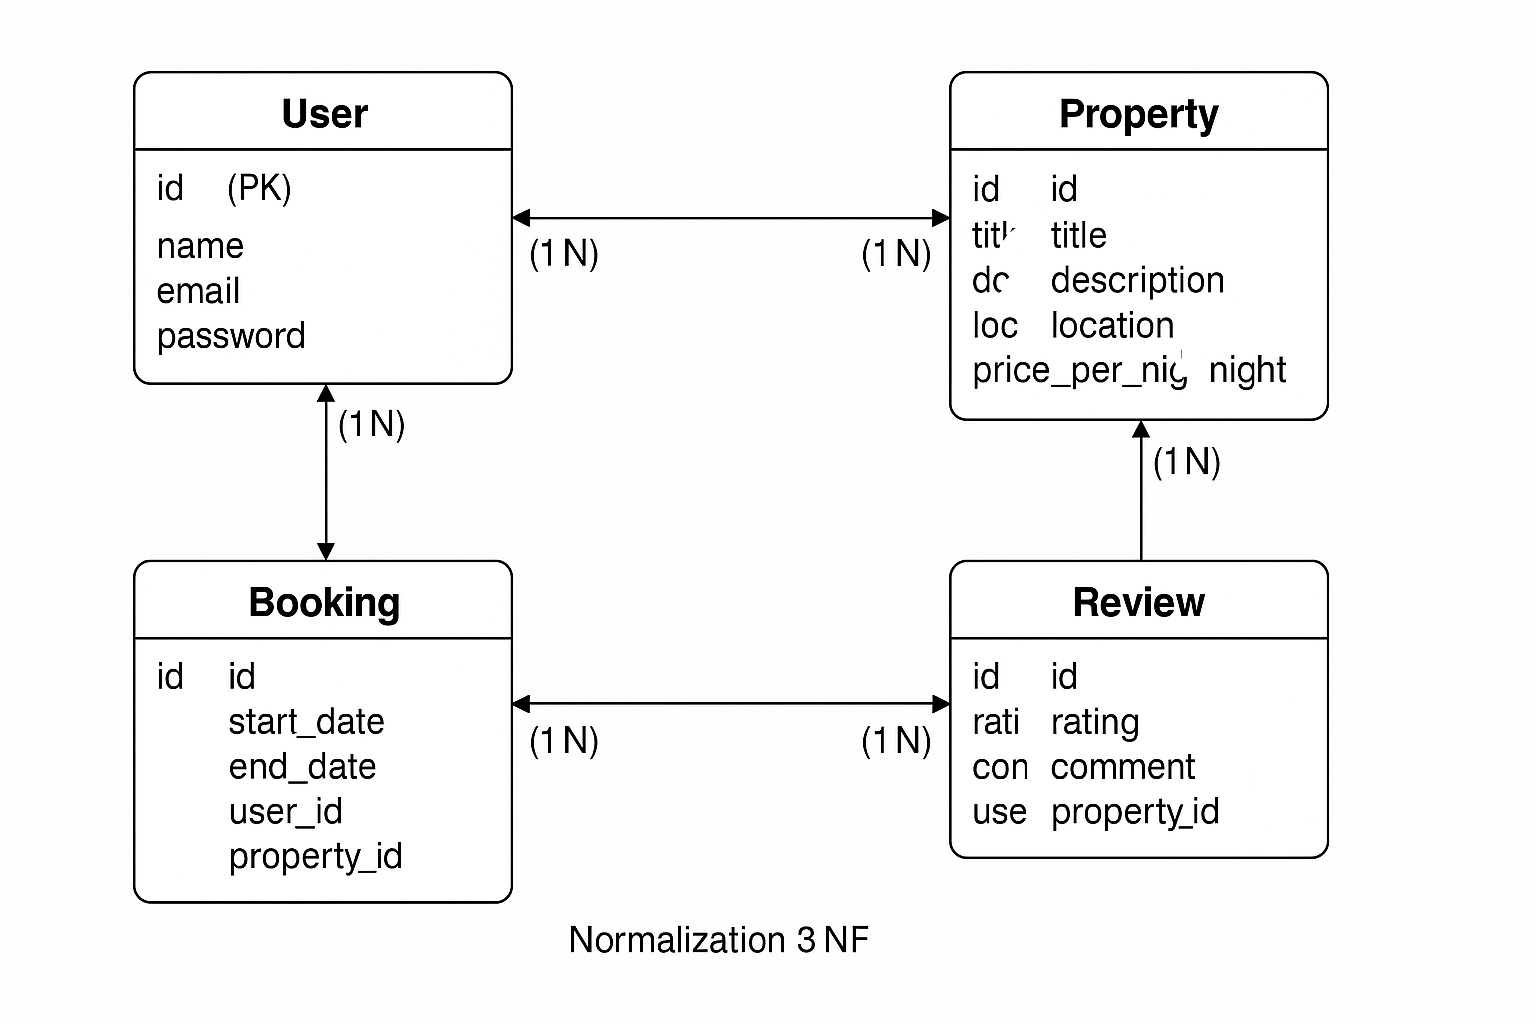 User
id (PK)
name
email
password
Property
id id
title
description
loc location
price_per_nig night
(1 N) (1 N)
(1 N)
(1 N)
Booking
id id
start_date
end_date
user_id
property_id
Review
id id
rati rating
con comment
use property_id
(1 N) (1 N)
Normalization 3 NF